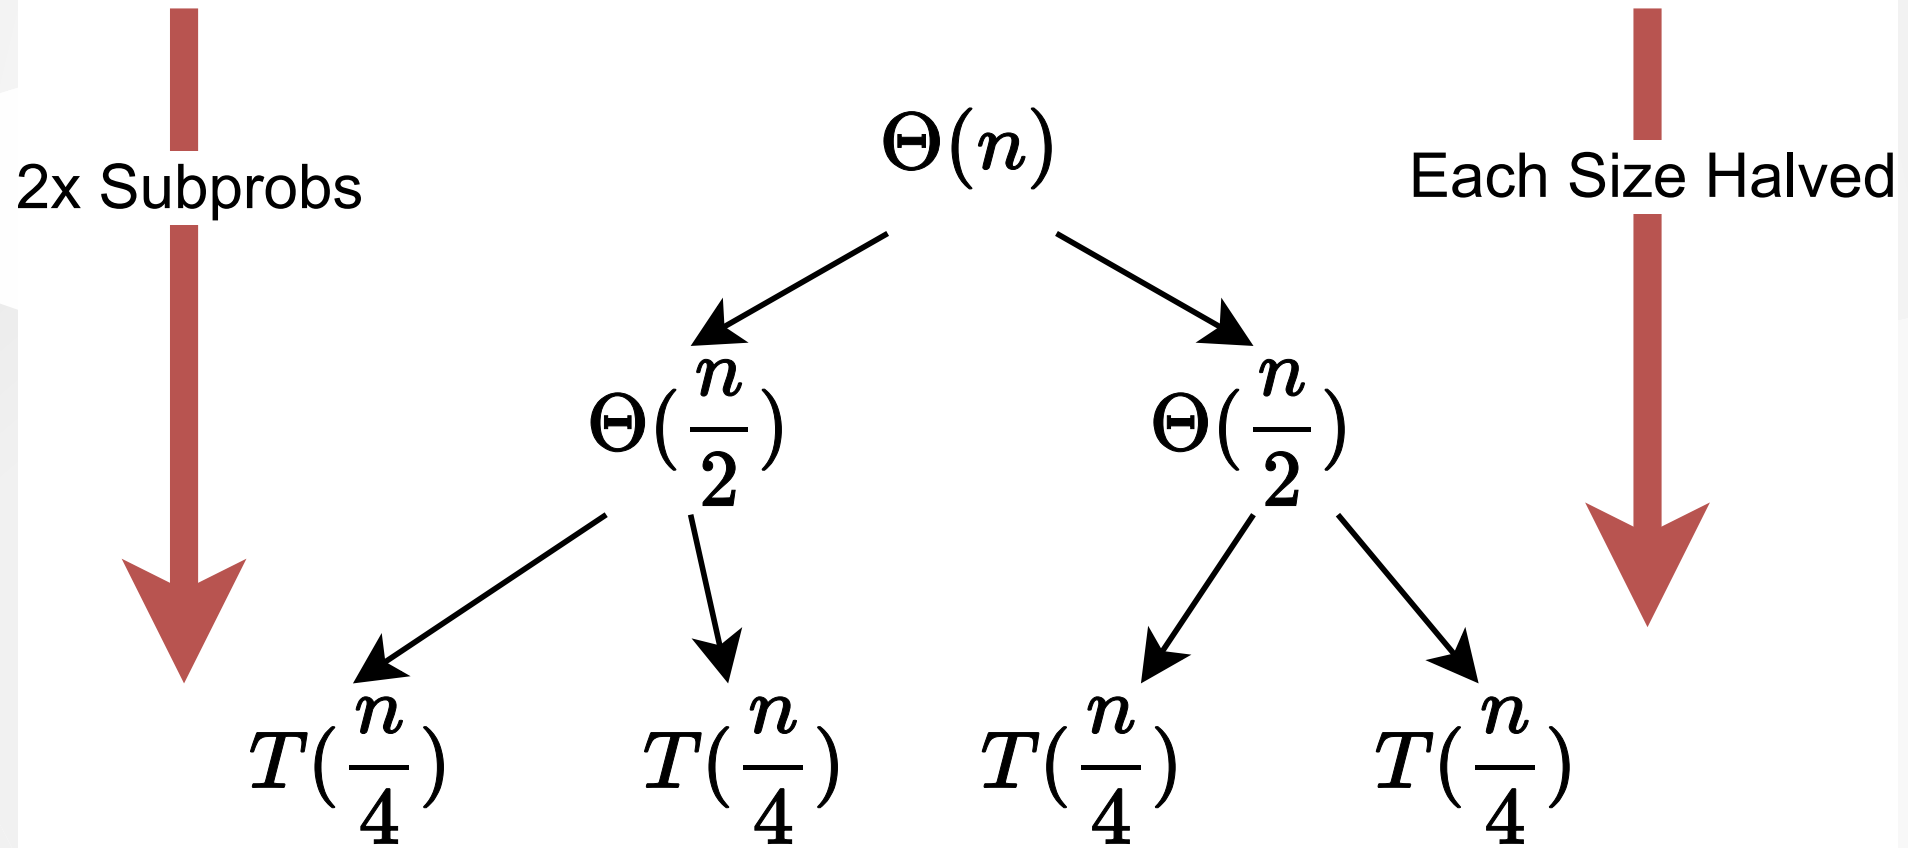 Θ(n)
2x Subprobs
Each Size Halved
Θ(n/2)
Θ(n/2)
T(n/4)
T(n/4)
T(n/4)
T(n/4)